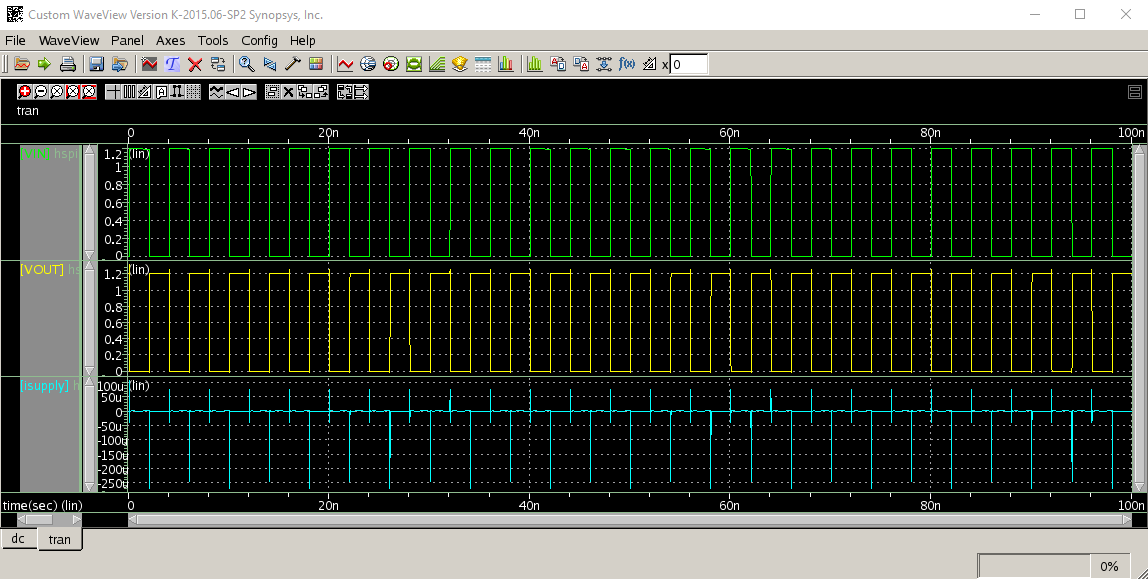 Custom WaveView Version K-2015.06-SP2 Synopsys, Inc.
File WaveView Panel Axes Tools Config Help
x 0
tran
0 20n 40n 60n 80n 100n
[VIN] hspi
(lin)
1.2
1
0.8
0.6
0.4
0.2
0
[VOUT] hs
(lin)
1.2
1
0.8
0.6
0.4
0.2
0
[Isupply] h
(lin)
100u
50u
0
-50u
-100u
-150u
-200u
-250u
time(sec) (lin)
0 20n 40n 60n 80n 100n
dc tran
0%